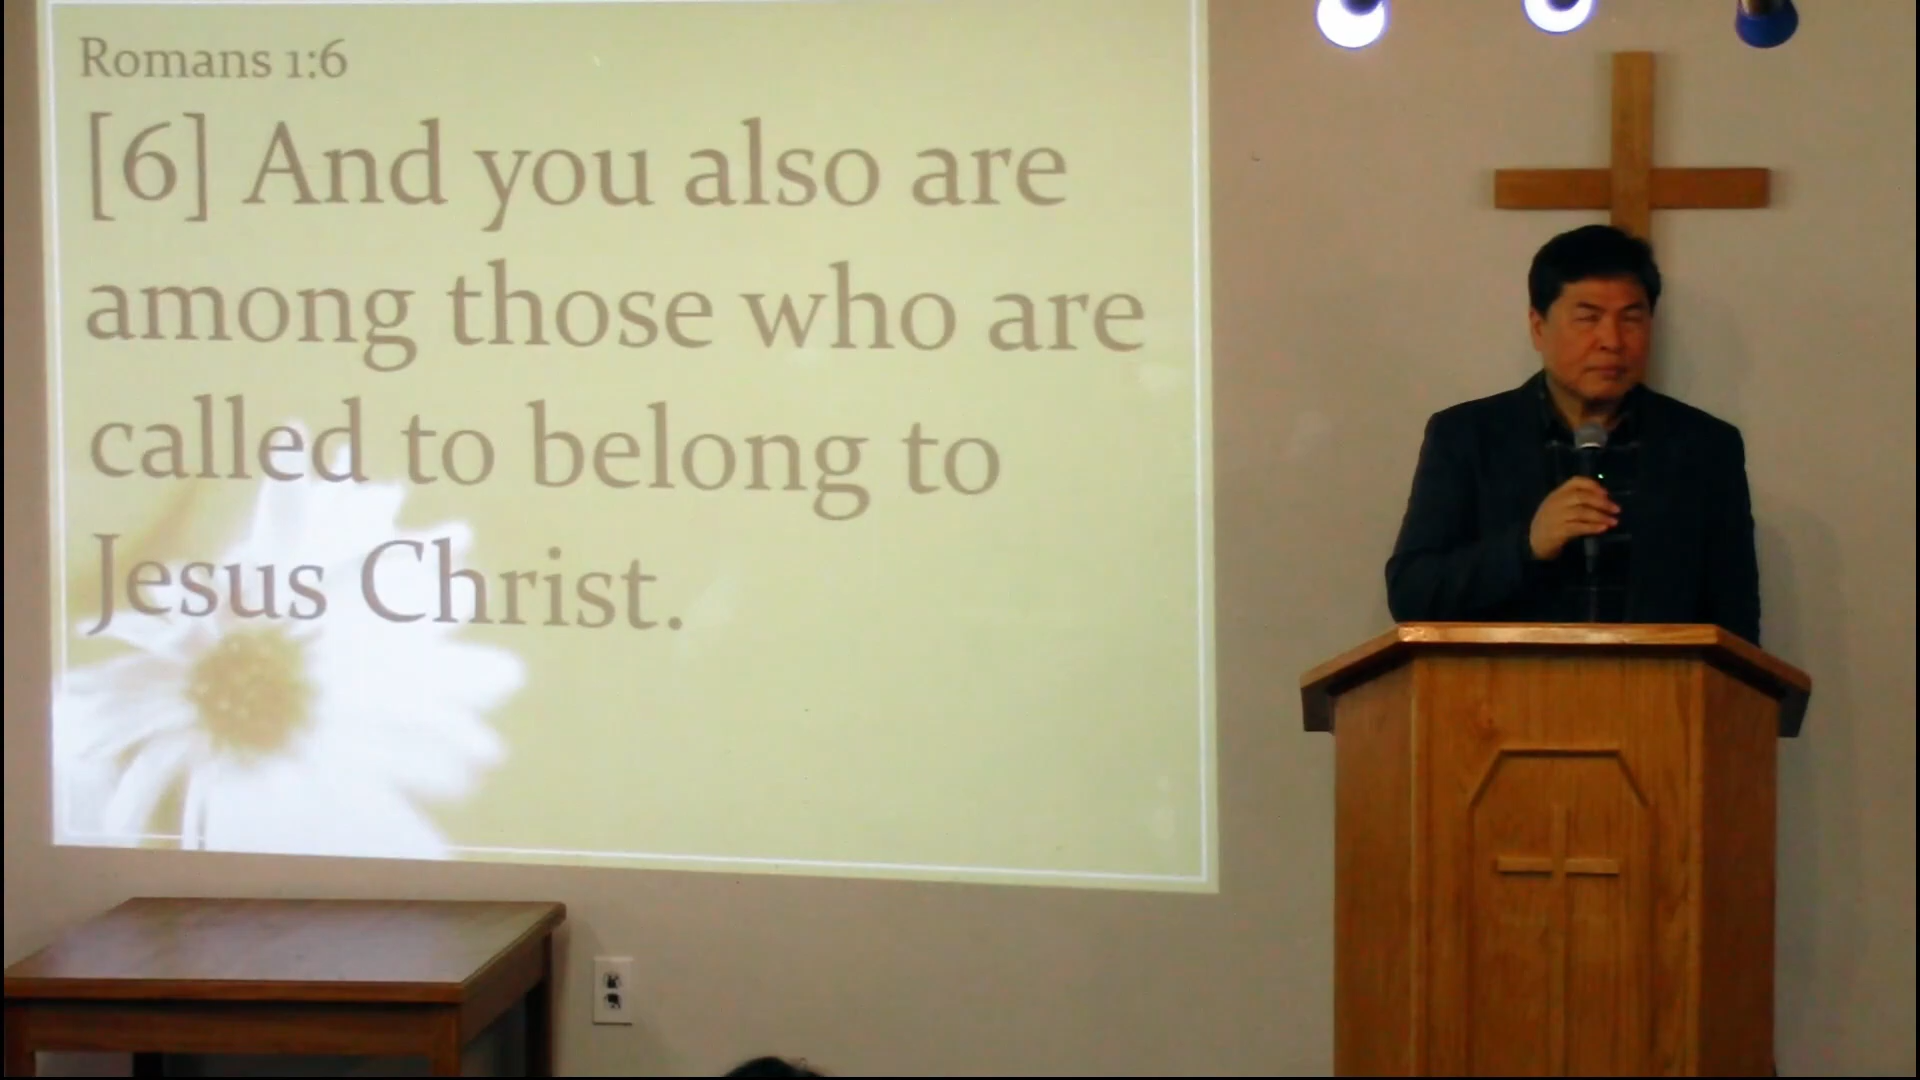 Romans 1:6
[6] And you also are
among those who are
called to belong to
Jesus Christ.